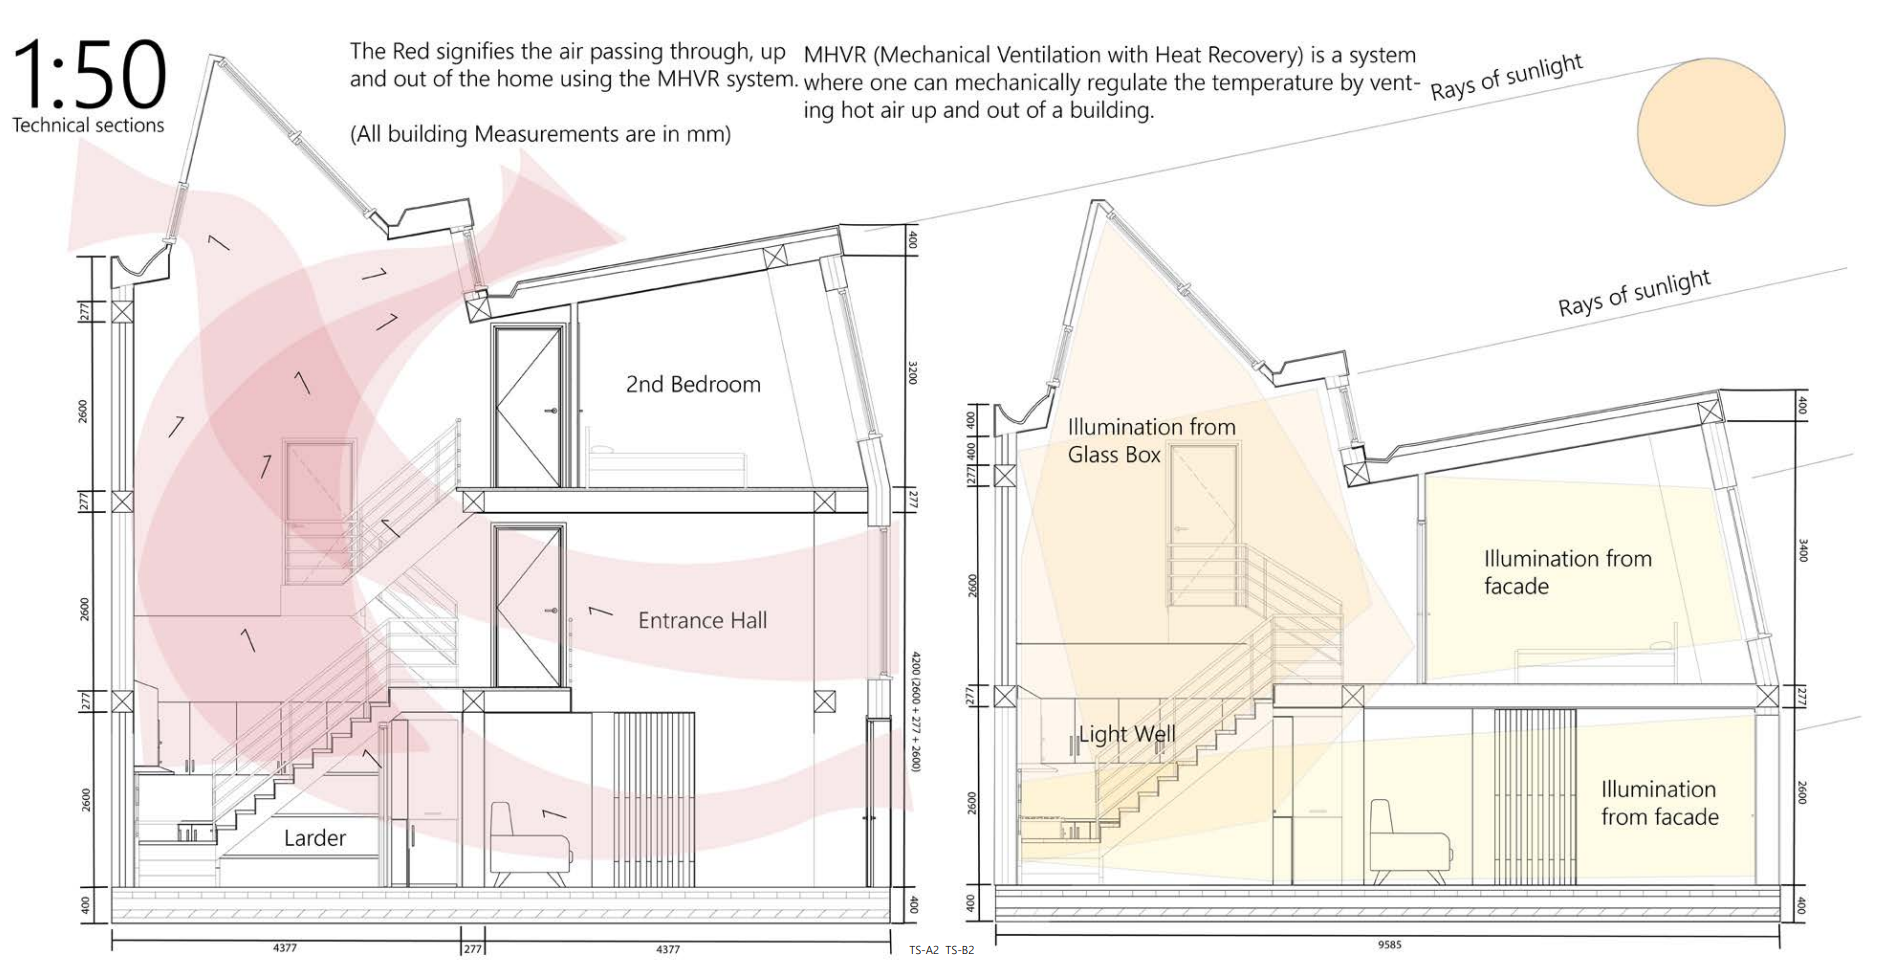 1:50
Technical sections
The Red signifies the air passing through, up
and out of the home using the MHVR system.
(All building Measurements are in mm)
MHVR (Mechanical Ventilation with Heat Recovery) is a system
where one can mechanically regulate the temperature by vent-
ing hot air up and out of a building.
Rays of sunlight
Rays of sunlight
277
2600
277
2600
277
2600
400
2nd Bedroom
Entrance Hall
Larder
400
3200
277
4200 (2600 + 277 + 2600)
400
4377
277
4377
TS-A2 TS-B2
400
400
277
2600
277
2600
400
Illumination from
Glass Box
Illumination from
facade
Light Well
Illumination
from facade
400
3400
277
2600
400
9585